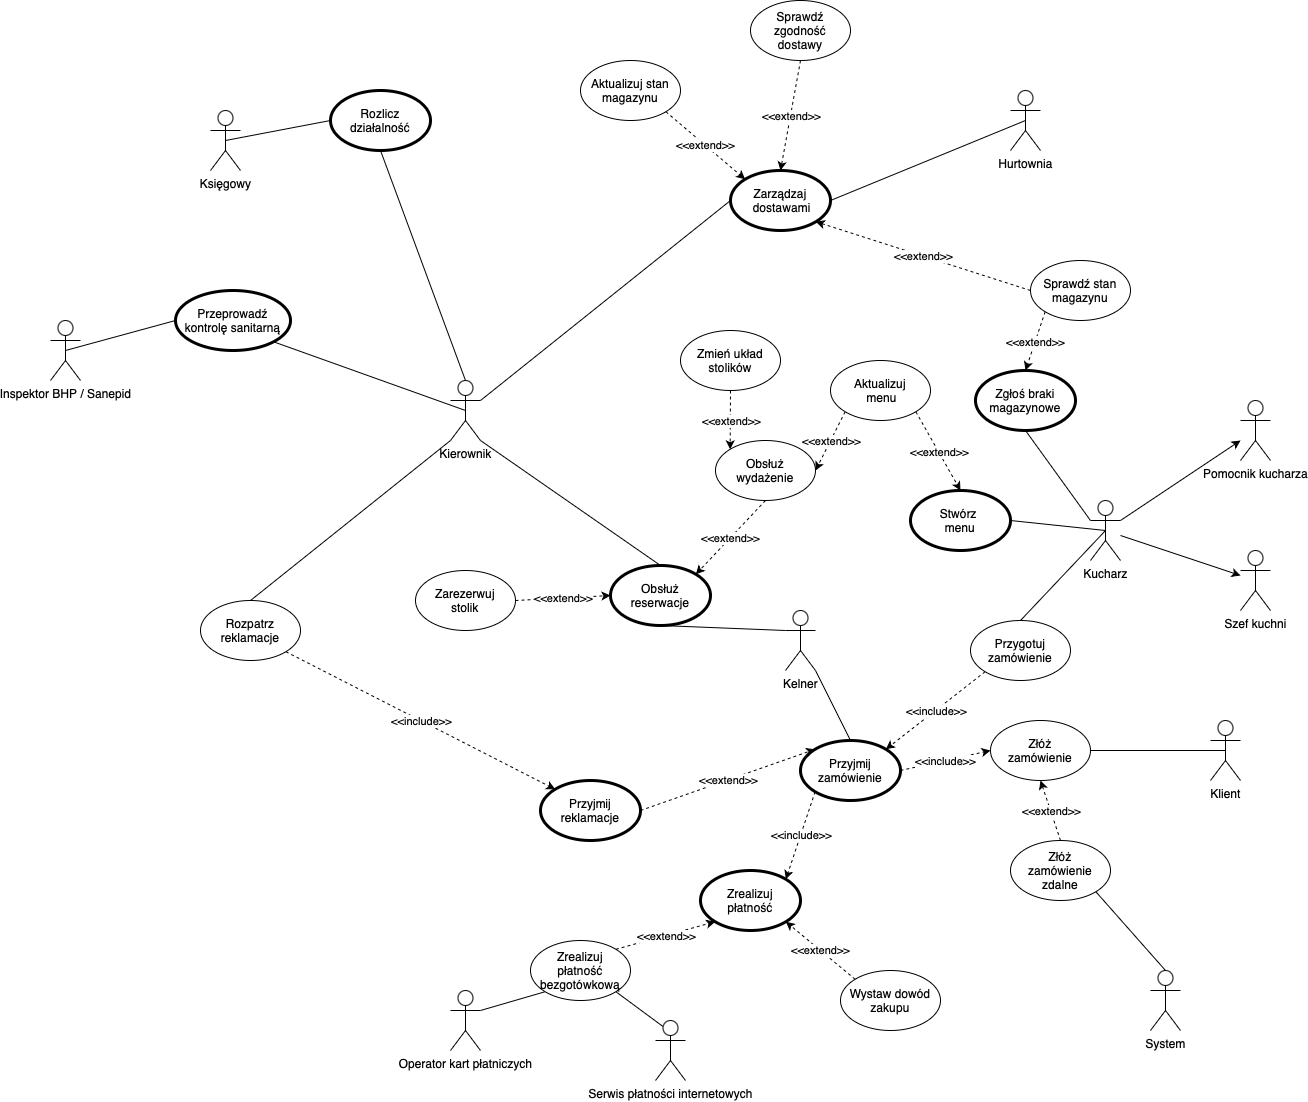 Sprawdź
zgodność
dostawy
Aktualizuj stan
magazynu
Rozlicz
działalność
<<extend>>
<<extend>>
Hurtownia
Księgowy
Zarządzaj
dostawami
<<extend>>
Sprawdź stan
magazynu
Przeprowadź
kontrolę sanitarną
<<extend>>
Zmień układ
stolików
Aktualizuj
menu
Inspektor BHP / Sanepid
Zgłoś braki
magazynowe
<<extend>>
<<extend>>
<<extend>>
Kierownik
Obsłuż
wydażenie
Pomocnik kucharza
Stwórz
menu
<<extend>>
Kucharz
Zarezerwuj
stolik
<<extend>>
Obsłuż
reserwacje
Rozpatrz
reklamacje
Szef kuchni
Przygotuj
zamówienie
Kelner
<<include>>
<<include>>
Złóż
zamówienie
<<include>>
Przyjmij
zamówienie
<<extend>>
Klient
Przyjmij
reklamacje
<<extend>>
<<include>>
Złóż
zamówienie
zdalne
Zrealizuj
płatność
<<extend>>
<<extend>>
Zrealizuj
płatność
bezgotówkową
Wystaw dowód
zakupu
System
Operator kart płatniczych
Serwis płatności internetowych